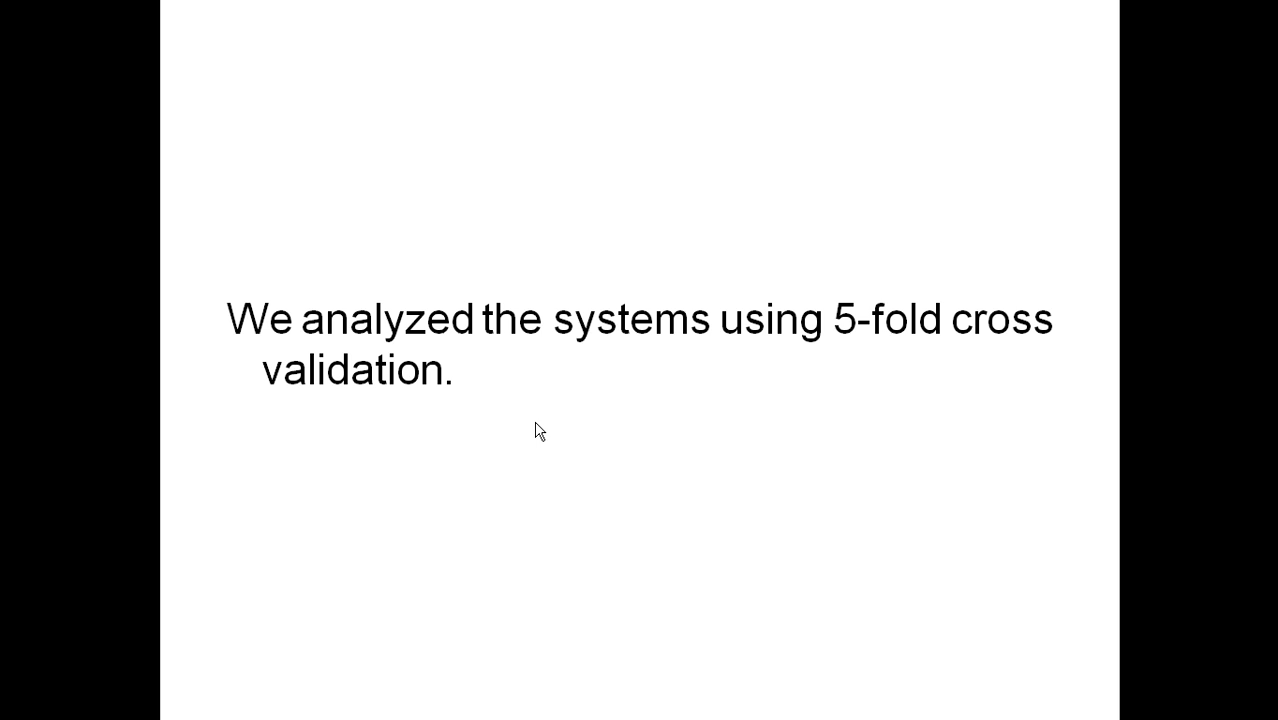 We analyzed the systems using 5-fold cross
validation.